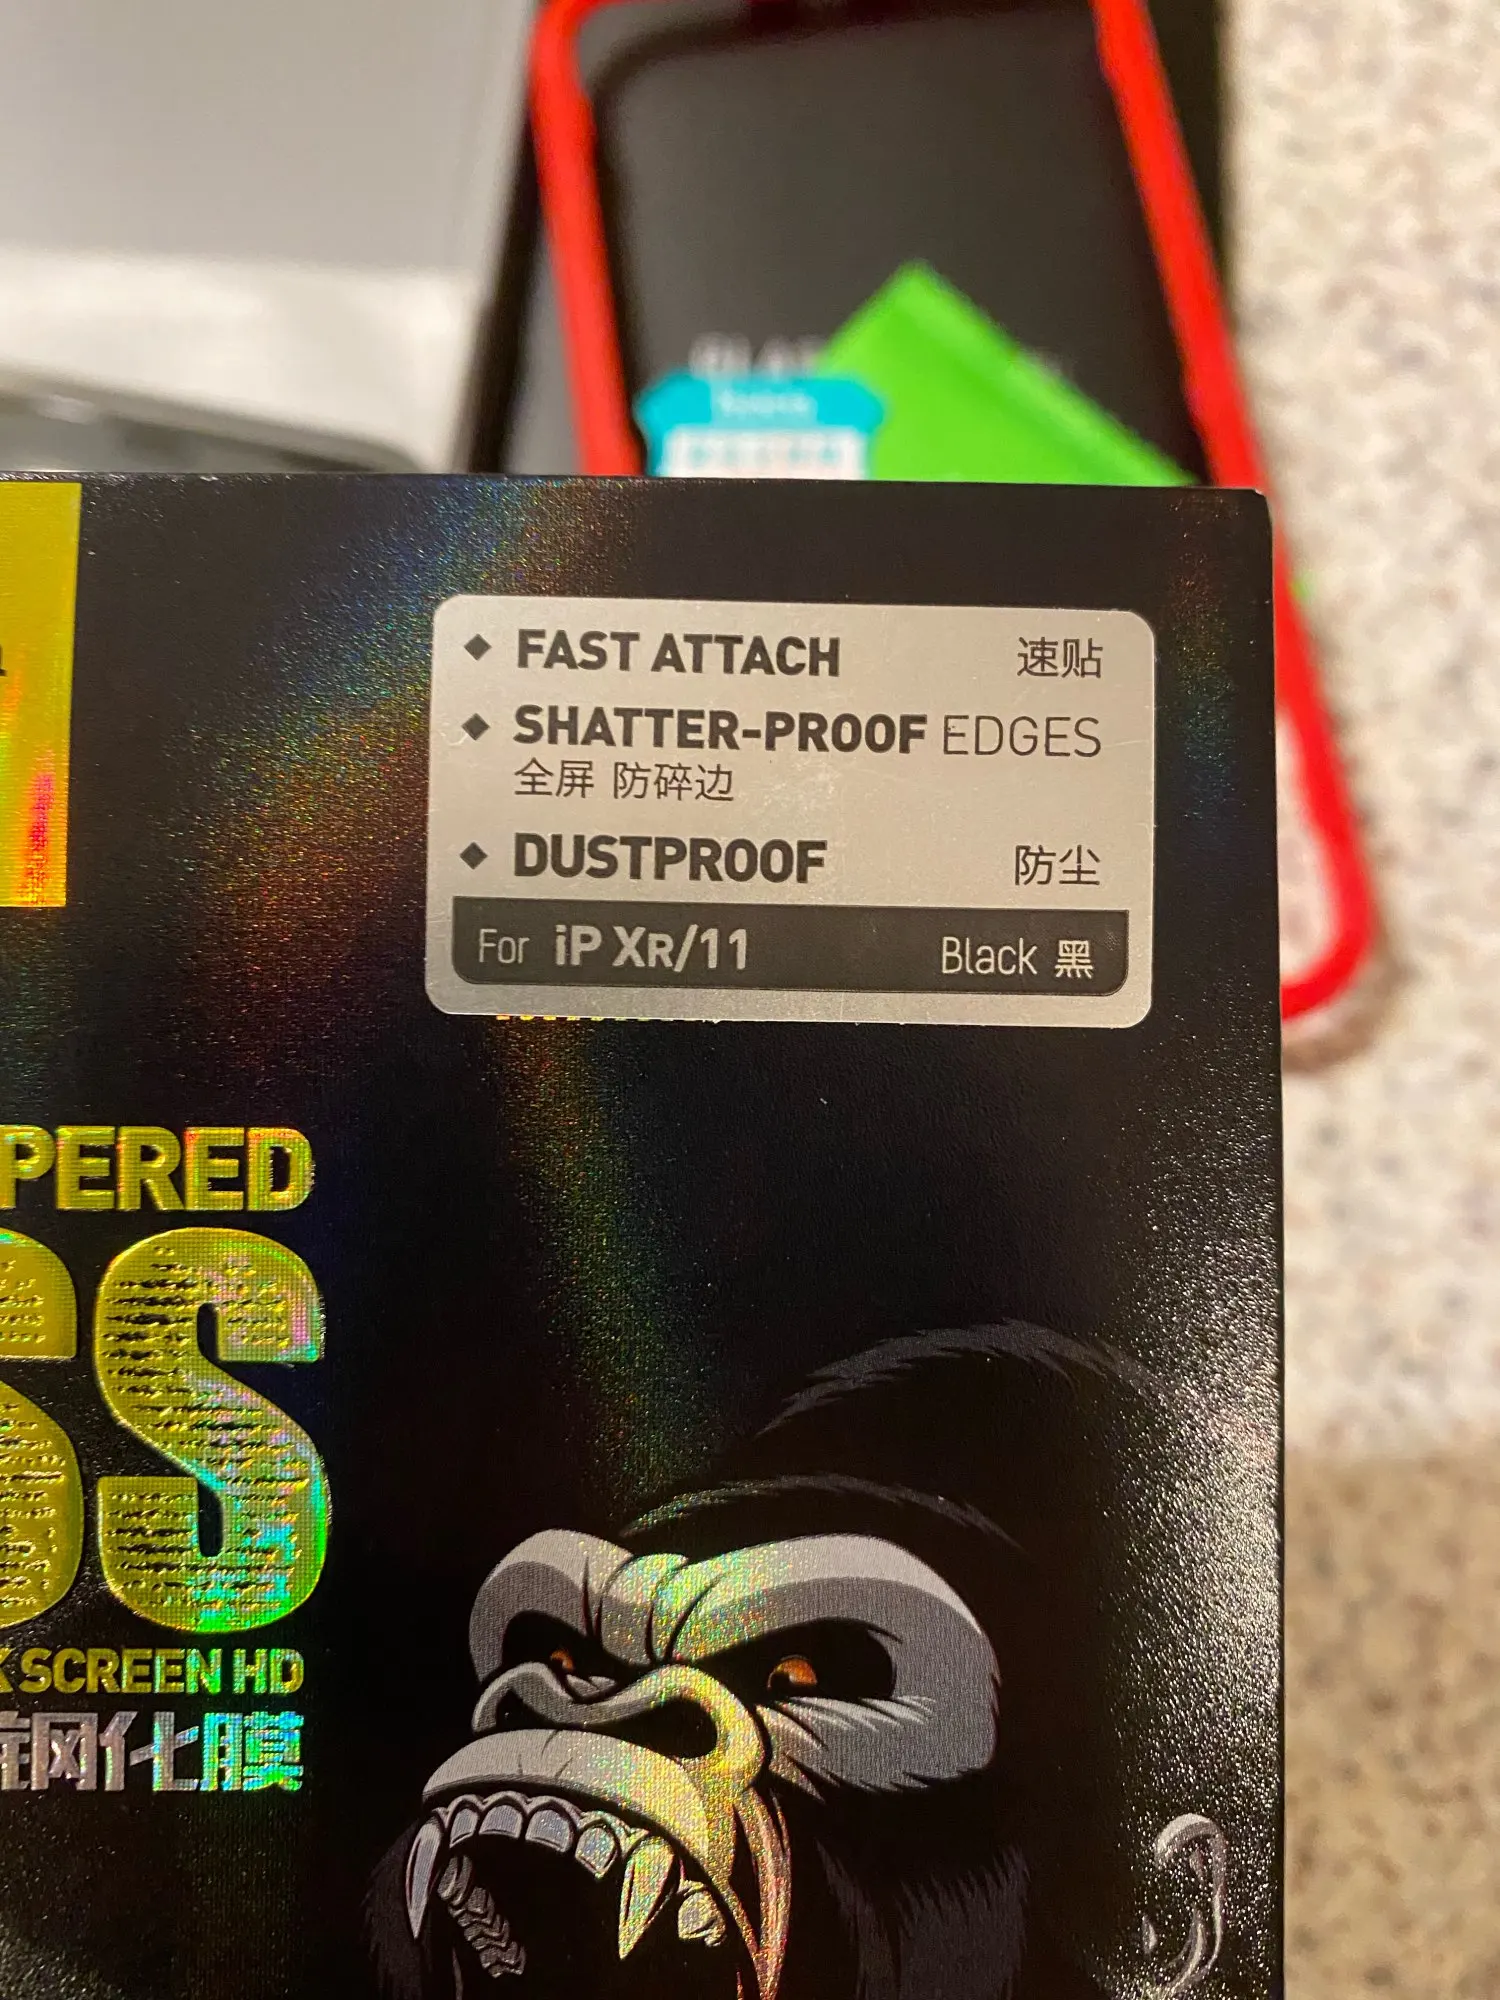 FAST ATTACH 速贴
SHATTER-PROOF EDGES
全屏 防碎边
DUSTPROOF 防尘
For iP XR/11 Black 黑
PERED
SS
K SCREEN HD
钢化膜